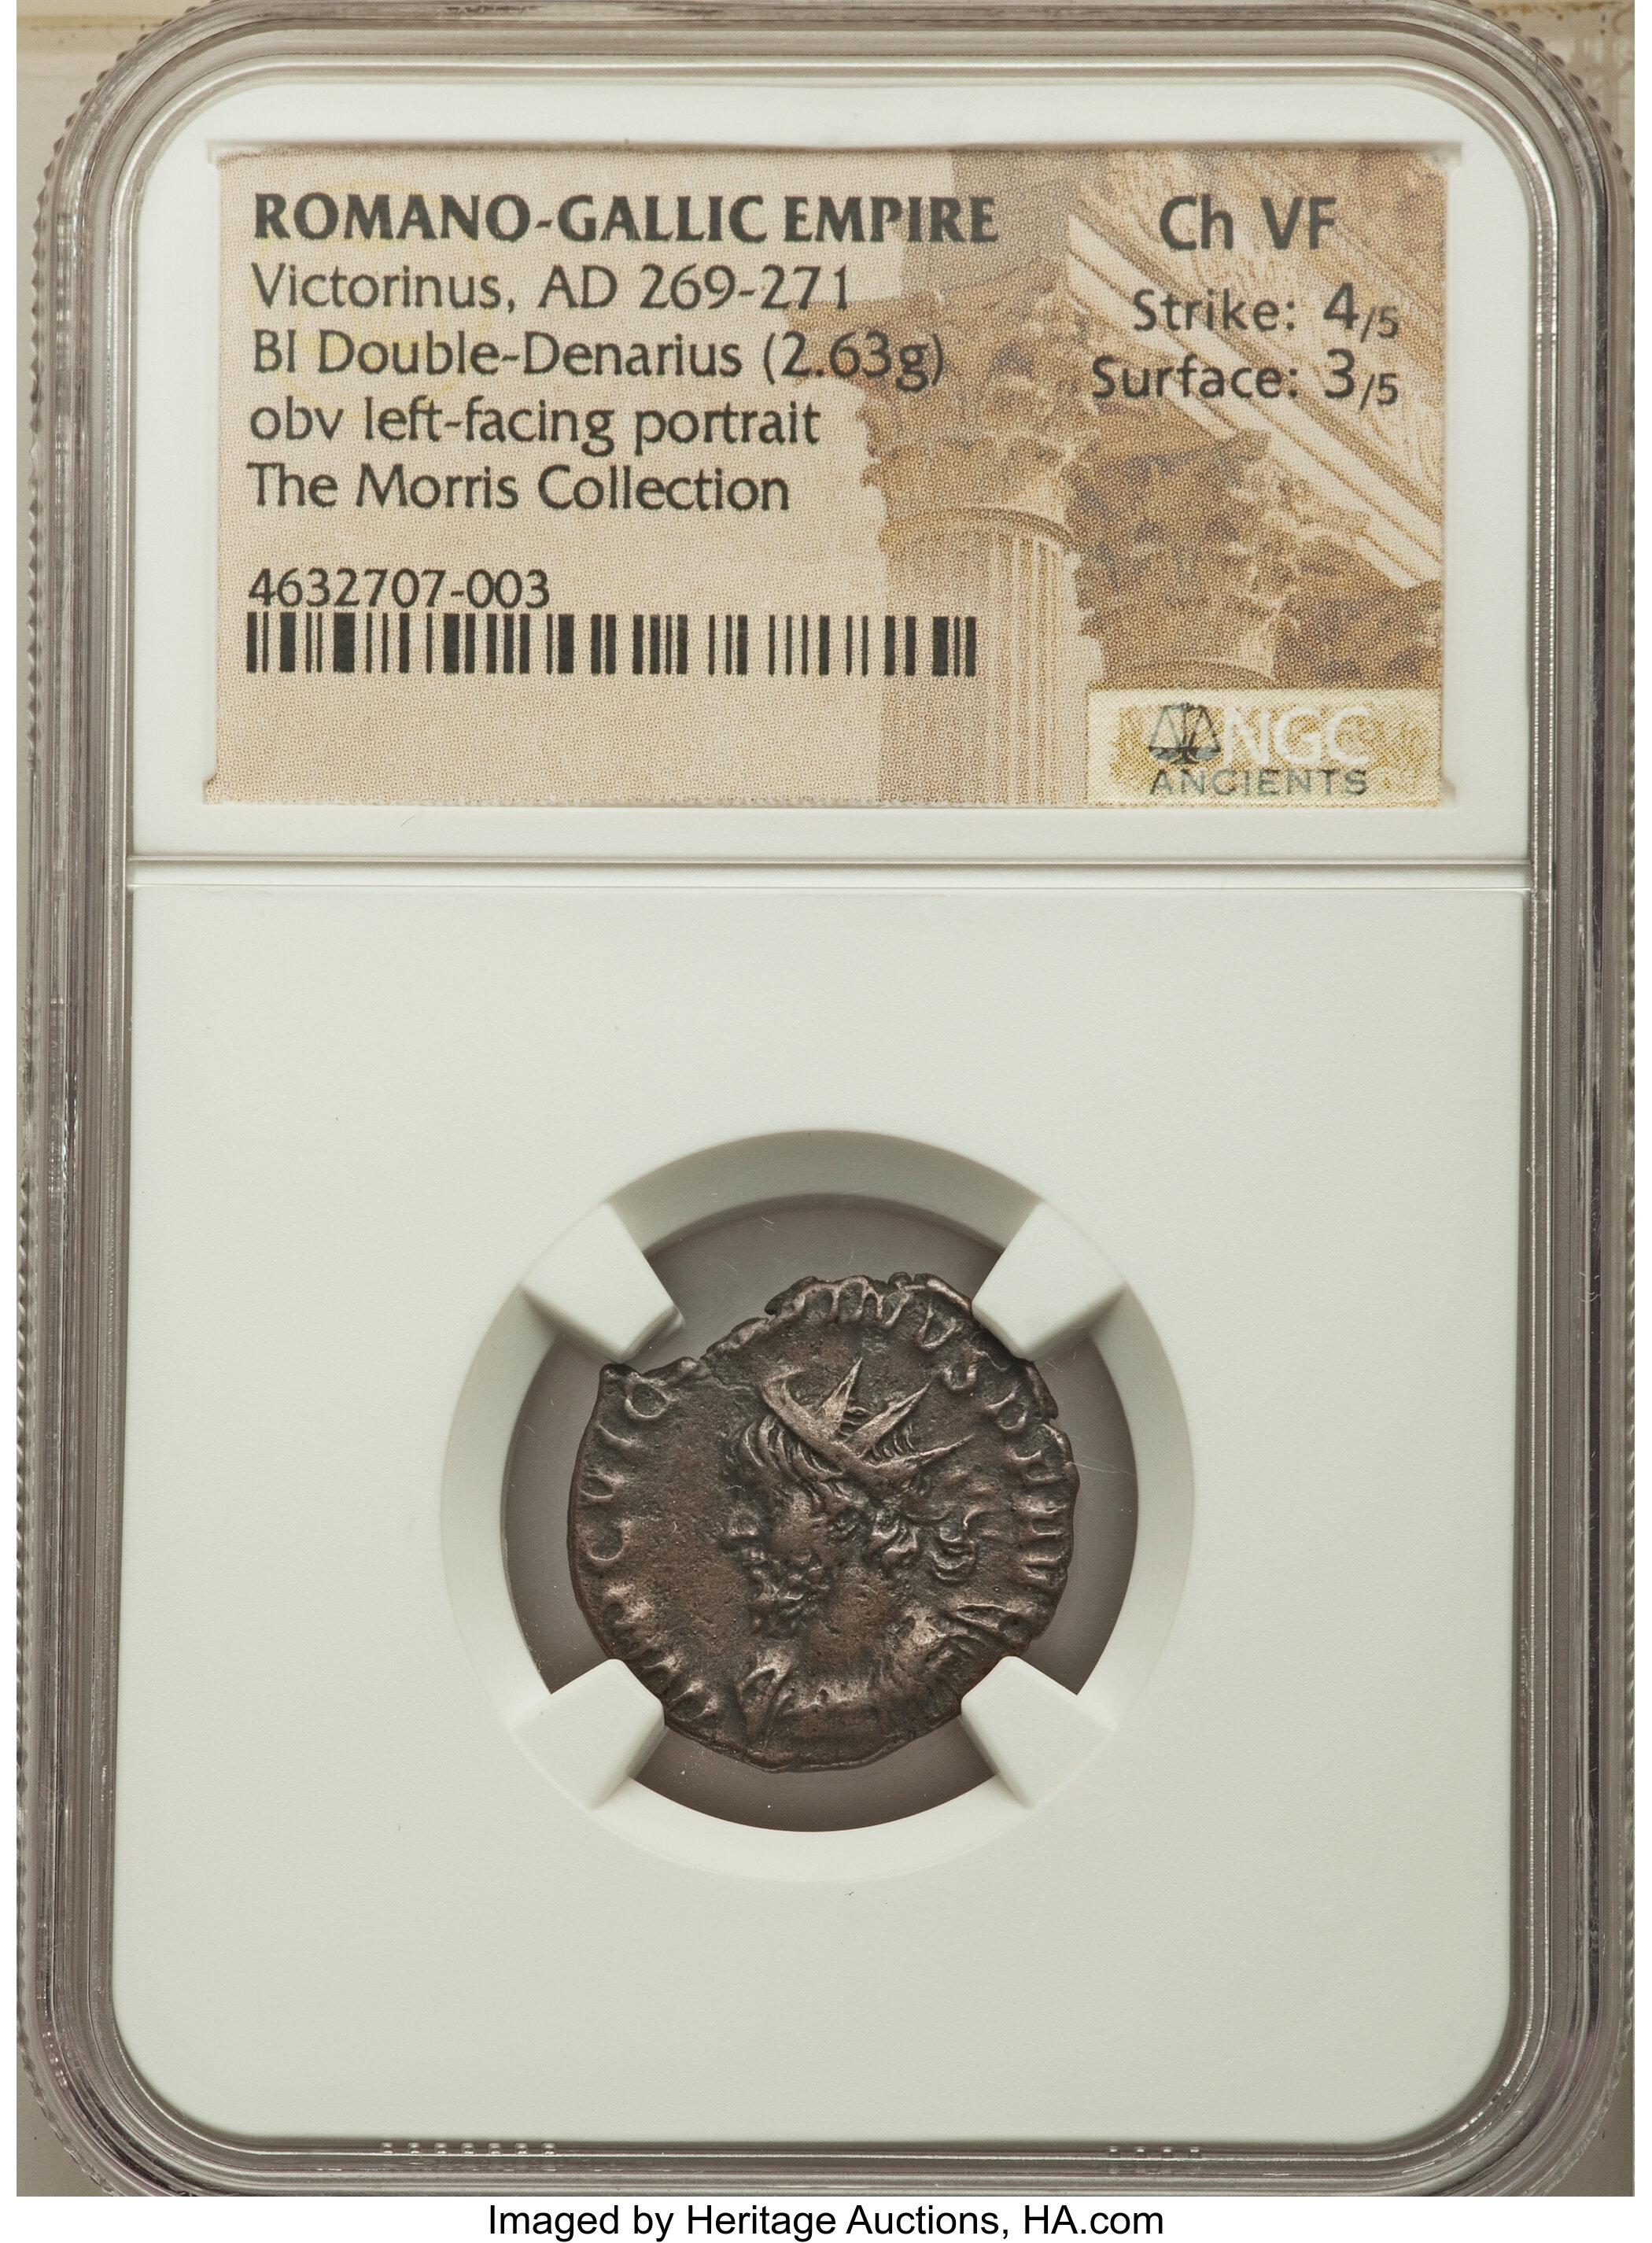 ROMANO-GALLIC EMPIRE
Victorinus, AD 269-271
BI Double-Denarius (2.63g)
obv left-facing portrait
The Morris Collection
4632707-003
Ch VF
Strike: 4/5
Surface: 3/5
NGC
ANCIENTS
Imaged by Heritage Auctions, HA.com